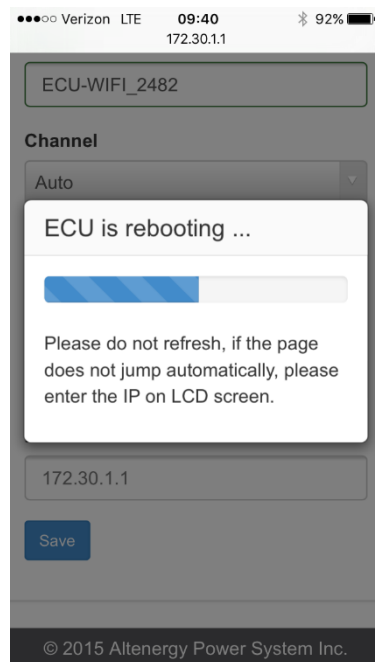 Verizon LTE 09:40 92%
172.30.1.1
ECU-WIFI_2482
Channel
Auto
ECU is rebooting ...
Please do not refresh, if the page
does not jump automatically, please
enter the IP on LCD screen.
172.30.1.1
Save
© 2015 Altenergy Power System Inc.